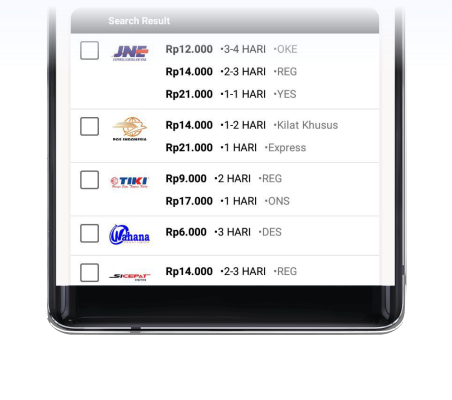 Search Result
JNE
Rp12.000 •3-4 HARI •OKE
Rp14.000 •2-3 HARI •REG
Rp21.000 •1-1 HARI •YES
POS INDONESIA
Rp14.000 •1-2 HARI •Kilat Khusus
Rp21.000 •1 HARI •Express
TIKI
Rp9.000 •2 HARI •REG
Rp17.000 •1 HARI •ONS
Wahana
Rp6.000 •3 HARI •DES
SICEPAT
Rp14.000 •2-3 HARI •REG